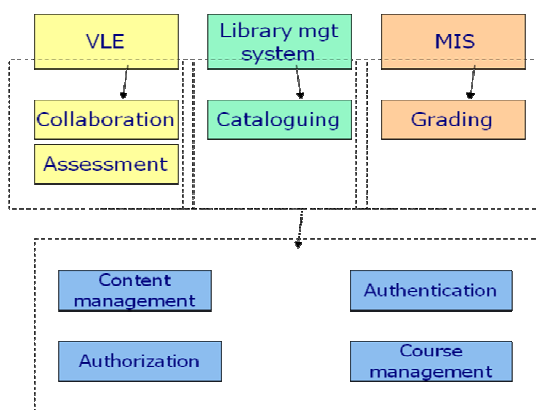 VLE
Library mgt
system
MIS
Collaboration
Cataloguing
Grading
Assessment
Content
management
Authentication
Authorization
Course
management